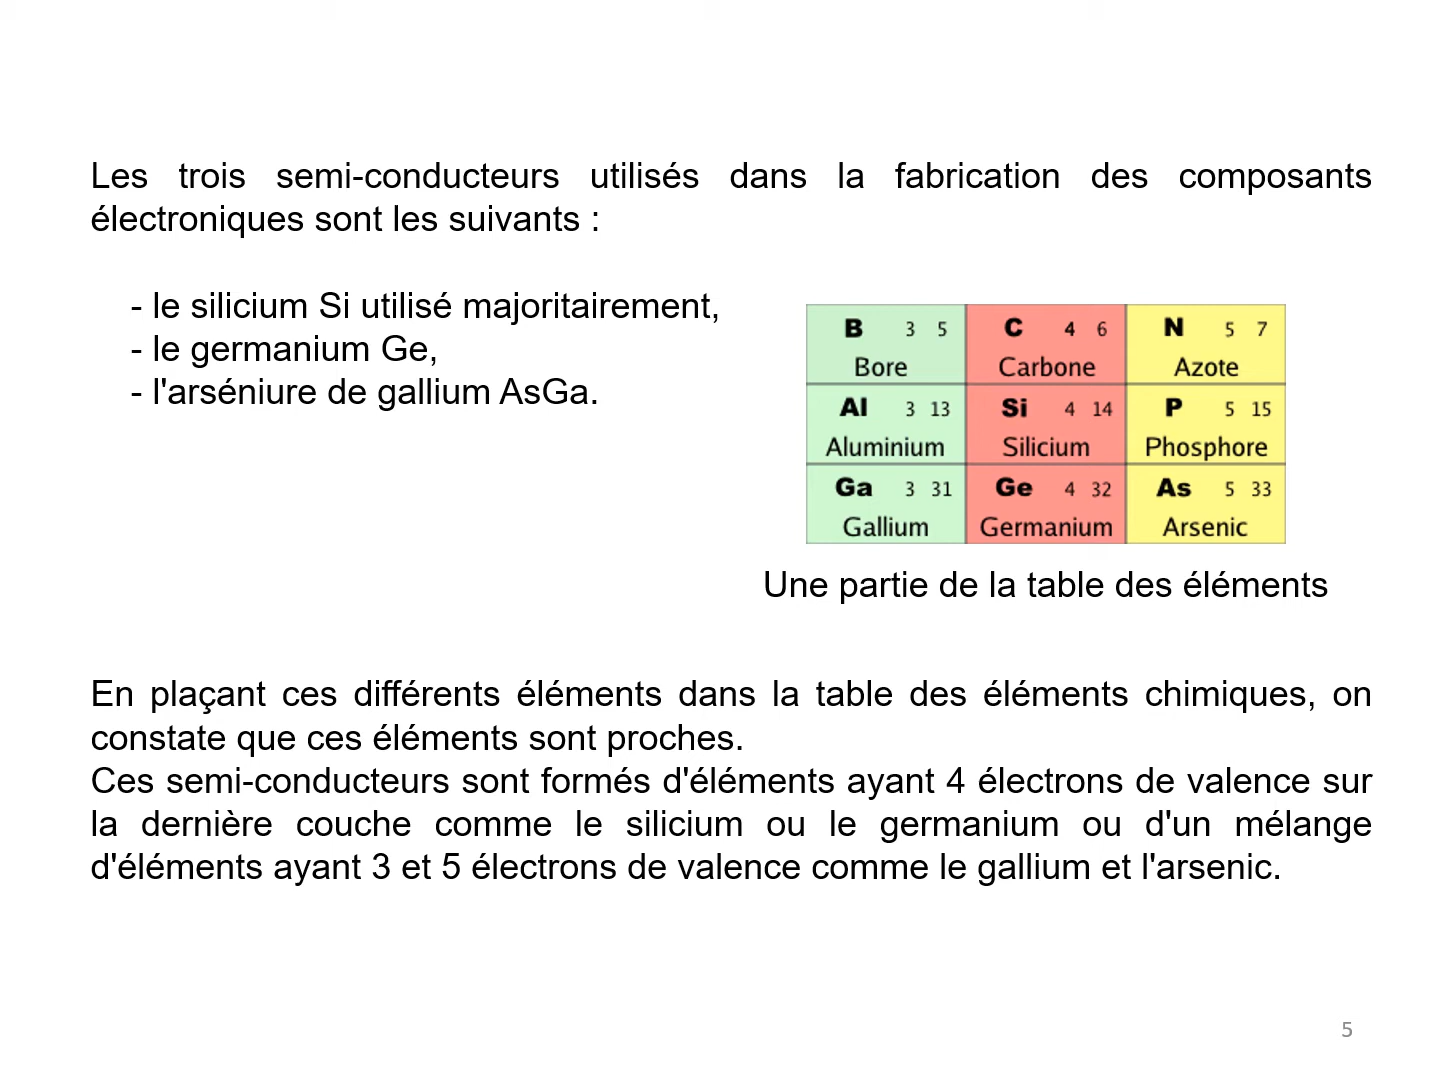 Les trois semi-conducteurs utilisés dans la fabrication des composants
électroniques sont les suivants :
- le silicium Si utilisé majoritairement,
- le germanium Ge,
- l'arséniure de gallium AsGa.
B 3 5 C 4 6 N 5 7
Bore Carbone Azote
Al 3 13 Si 4 14 P 5 15
Aluminium Silicium Phosphore
Ga 3 31 Ge 4 32 As 5 33
Gallium Germanium Arsenic
Une partie de la table des éléments
En plaçant ces différents éléments dans la table des éléments chimiques, on
constate que ces éléments sont proches.
Ces semi-conducteurs sont formés d'éléments ayant 4 électrons de valence sur
la dernière couche comme le silicium ou le germanium ou d'un mélange
d'éléments ayant 3 et 5 électrons de valence comme le gallium et l'arsenic.
5